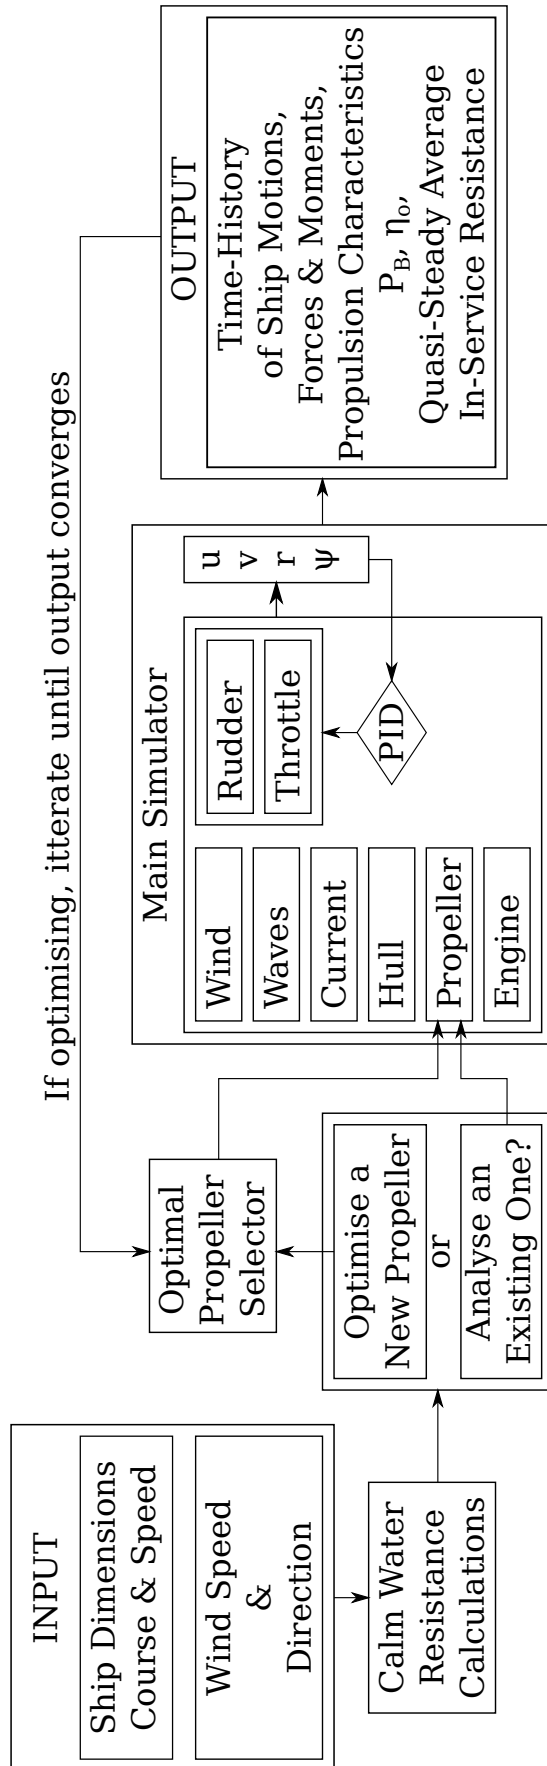 If optimising, itterate until output converges
INPUT
Ship Dimensions
Course & Speed
Wind Speed
&
Direction
Calm Water
Resistance
Calculations
Optimal
Propeller
Selector
Optimise a
New Propeller
or
Analyse an
Existing One?
Main Simulator
Wind
Waves
Current
Hull
Propeller
Engine
Rudder
Throttle
PID
u
v
r
ψ
OUTPUT
Time-History
of Ship Motions,
Forces & Moments,
Propulsion Characteristics
P_B, η_o,
Quasi-Steady Average
In-Service Resistance